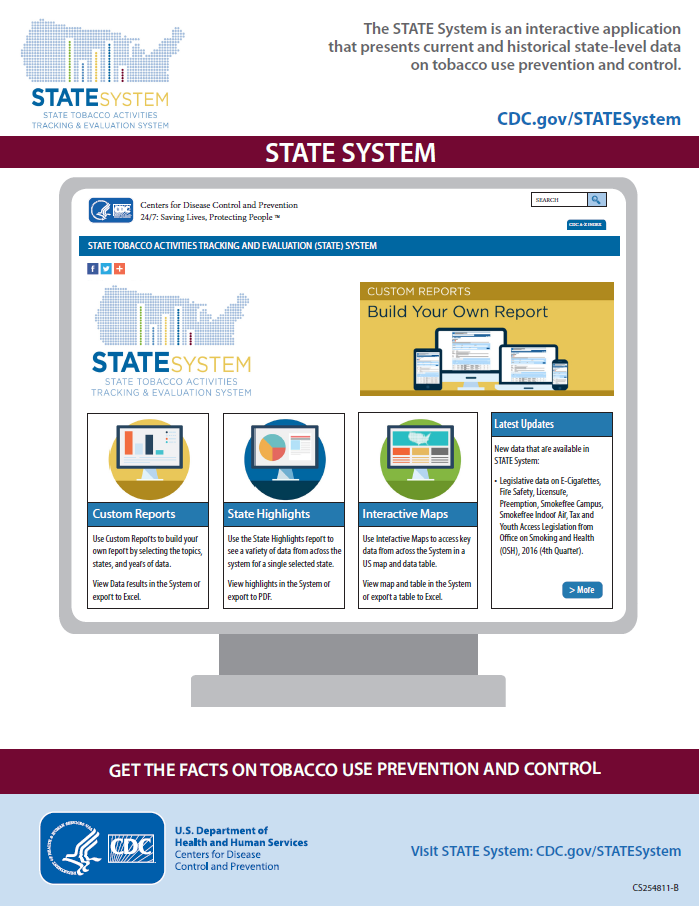 The STATE System is an interactive application
that presents current and historical state-level data
on tobacco use prevention and control.
STATESYSTEM
STATE TOBACCO ACTIVITIES
TRACKING & EVALUATION SYSTEM
CDC.gov/STATESystem
STATE SYSTEM
CDC
Centers for Disease Control and Prevention
24/7: Saving Lives, Protecting People ™
SEARCH
CDC A-Z INDEX
STATE TOBACCO ACTIVITIES TRACKING AND EVALUATION (STATE) SYSTEM
STATESYSTEM
STATE TOBACCO ACTIVITIES
TRACKING & EVALUATION SYSTEM
CUSTOM REPORTS
Build Your Own Report
Custom Reports
Use Custom Reports to build your
own report by selecting the topics,
states, and years of data.
View Data results in the System or
export to Excel.
State Highlights
Use the State Highlights report to
see a variety of data from across the
system for a single selected state.
View highlights in the System or
export to PDF.
Interactive Maps
Use Interactive Maps to access key
data from across the System in a
US map and data table.
View map and table in the System
or export a table to Excel.
Latest Updates
New data that are available in
STATE System:
• Legislative data on E-Cigarettes,
Fire Safety, Licensure,
Preemption, Smokefree Campus,
Smokefree Indoor Air, Tax and
Youth Access Legislation from
Office on Smoking and Health
(OSH), 2016 (4th Quarter).
> More
GET THE FACTS ON TOBACCO USE PREVENTION AND CONTROL
CDC
U.S. Department of
Health and Human Services
Centers for Disease
Control and Prevention
Visit STATE System: CDC.gov/STATESystem
CS254811-B